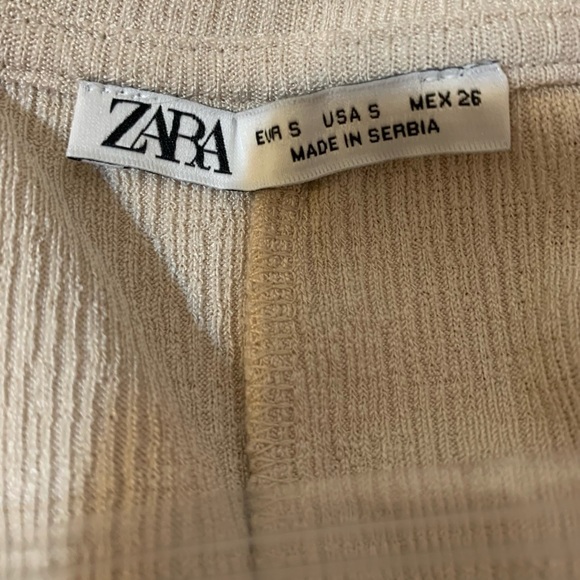 ZARA
EUR S USA S MEX 26
MADE IN SERBIA